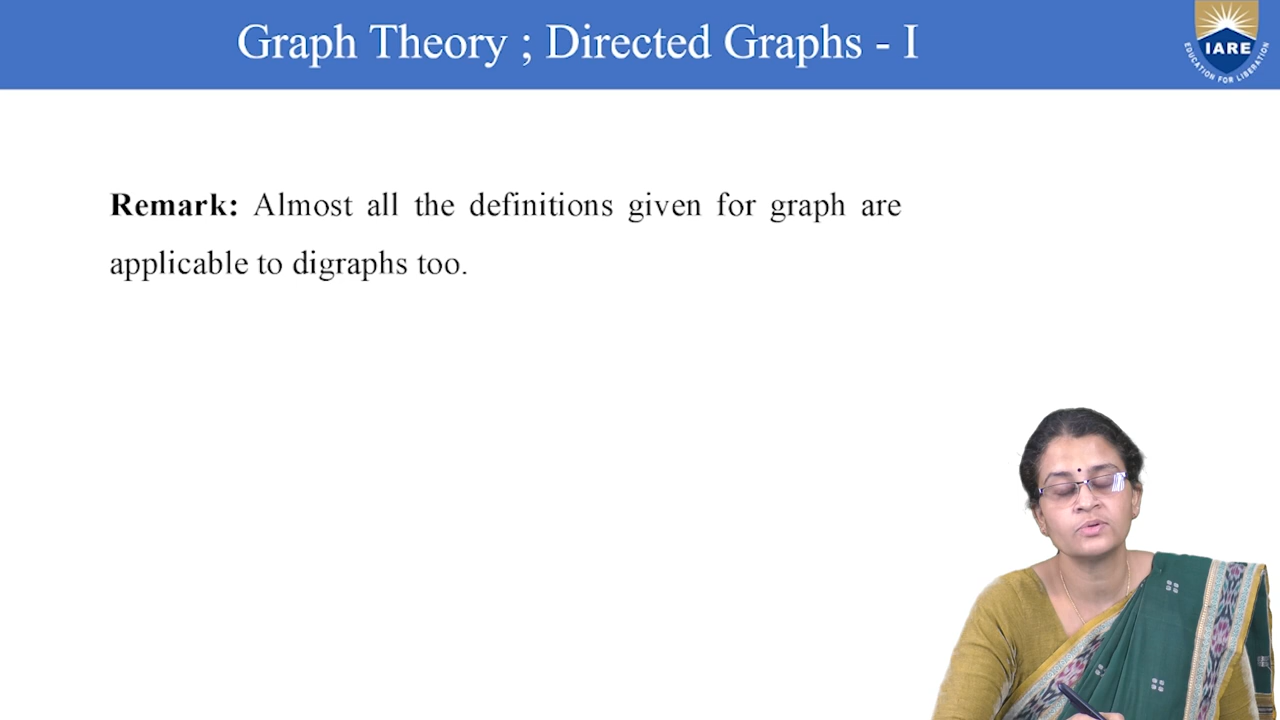 Graph Theory ; Directed Graphs - I
IARE
EDUCATION FOR LIBERATION
Remark: Almost all the definitions given for graph are
applicable to digraphs too.